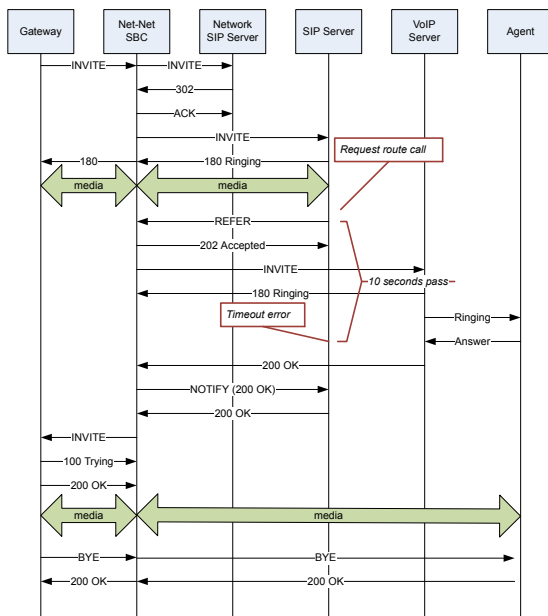 Gateway
Net-Net
SBC
Network
SIP Server
SIP Server
VoIP
Server
Agent
INVITE
INVITE
302
ACK
INVITE
Request route call
180
180 Ringing
media
media
REFER
202 Accepted
INVITE
10 seconds pass
180 Ringing
Timeout error
Ringing
Answer
200 OK
NOTIFY (200 OK)
200 OK
INVITE
100 Trying
200 OK
media
media
BYE
BYE
200 OK
200 OK